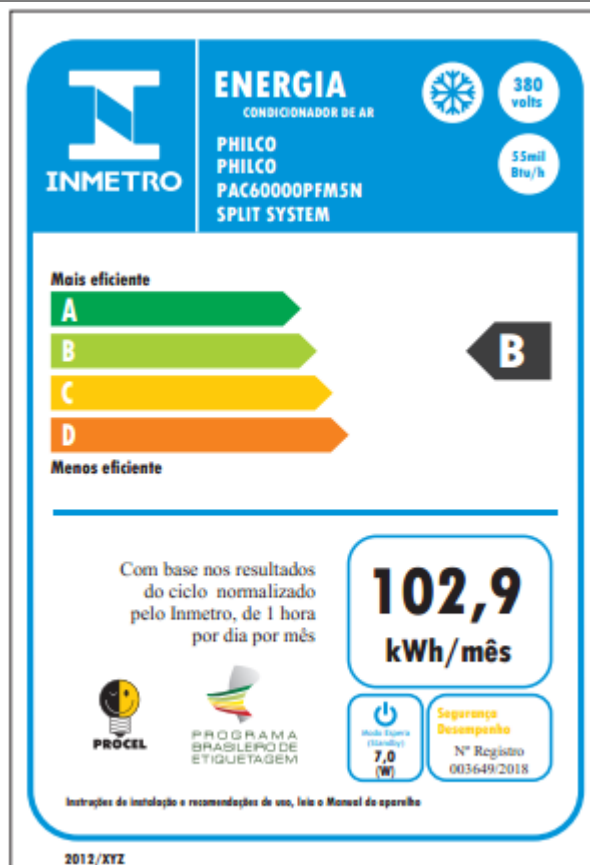 INMETRO
ENERGIA
CONDICIONADOR DE AR
PHILCO
PHILCO
PAC60000PFM5N
SPLIT SYSTEM
380
volts
55mil
Btu/h
Mais eficiente
A
B
C
D
Menos eficiente
B
Com base nos resultados
do ciclo normalizado
pelo Inmetro, de 1 hora
por dia por mês
102,9
kWh/mês
PROCEL
PROGRAMA
BRASILEIRO DE
ETIQUETAGEM
Modo Espera
(Standby)
7,0
(W)
Segurança
Desempenho
Nº Registro
003649/2018
Instruções de instalação e recomendações de uso, leia o Manual do aparelho
2012/XYZ